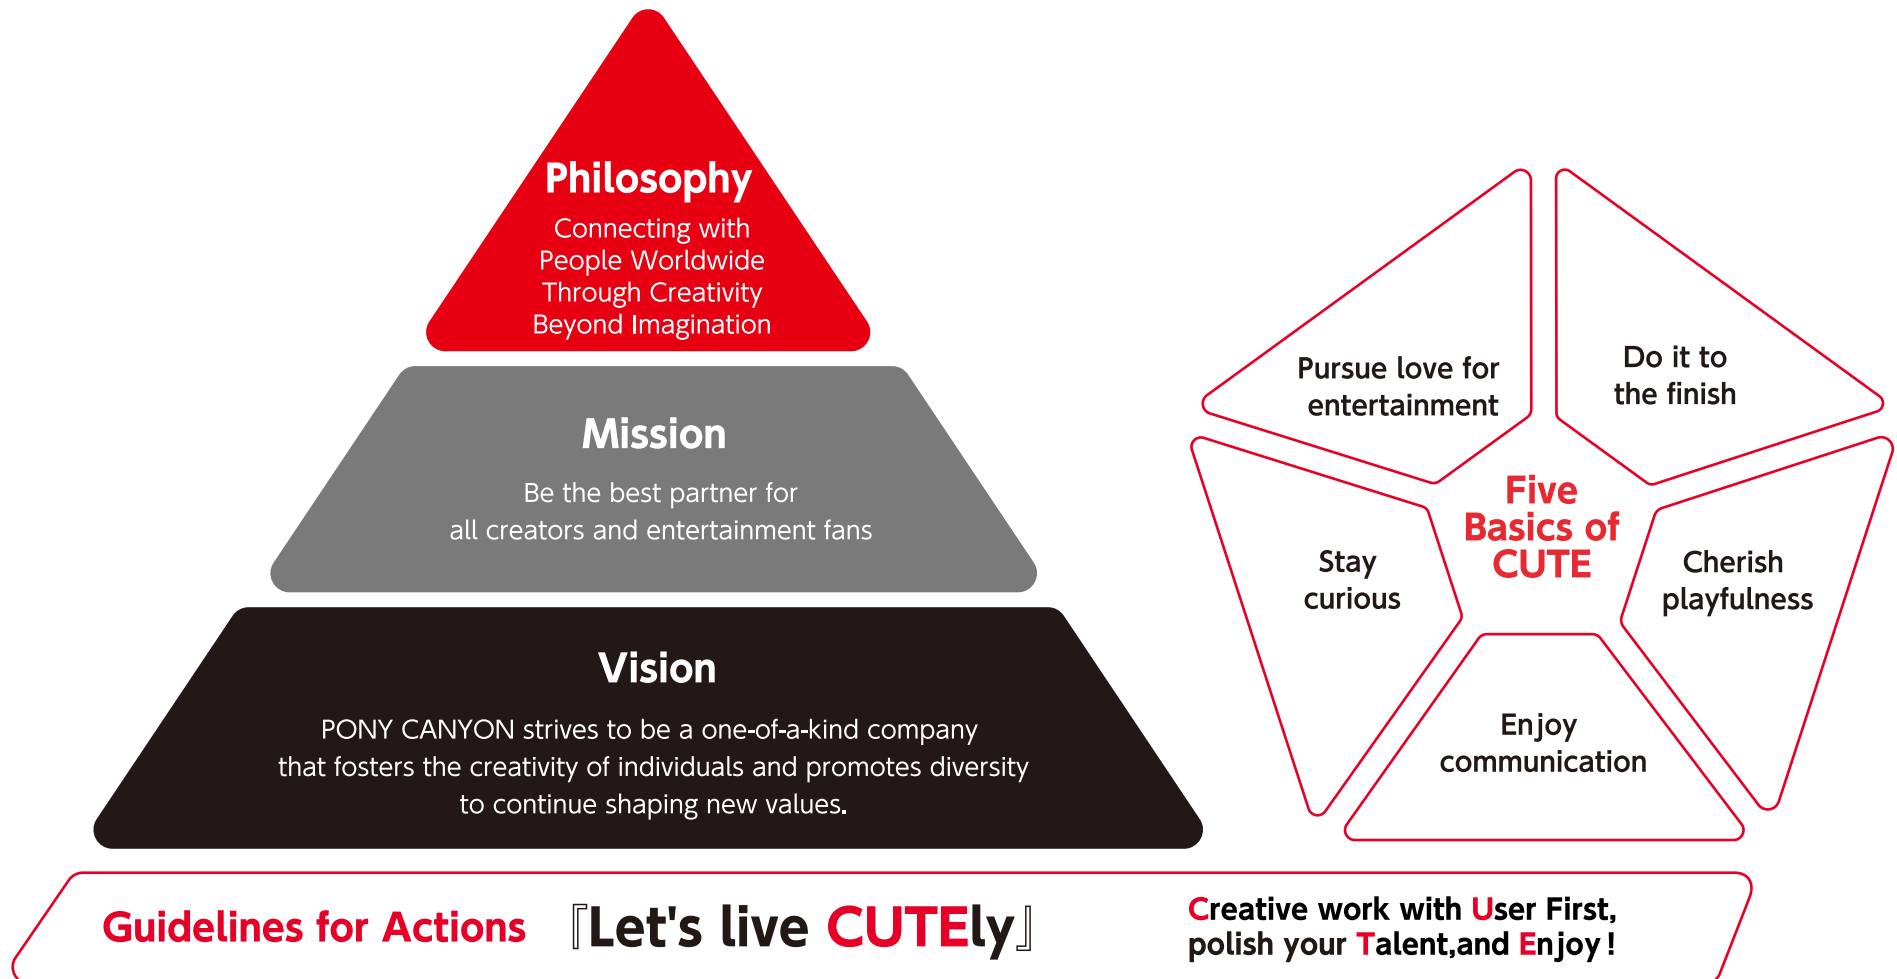 Philosophy
Connecting with
People Worldwide
Through Creativity
Beyond Imagination
Mission
Be the best partner for
all creators and entertainment fans
Vision
PONY CANYON strives to be a one-of-a-kind company
that fosters the creativity of individuals and promotes diversity
to continue shaping new values.
Pursue love for
entertainment
Do it to
the finish
Five
Basics of
CUTE
Stay
curious
Cherish
playfulness
Enjoy
communication
Guidelines for Actions 『Let's live CUTEly』
Creative work with User First,
polish your Talent,and Enjoy!